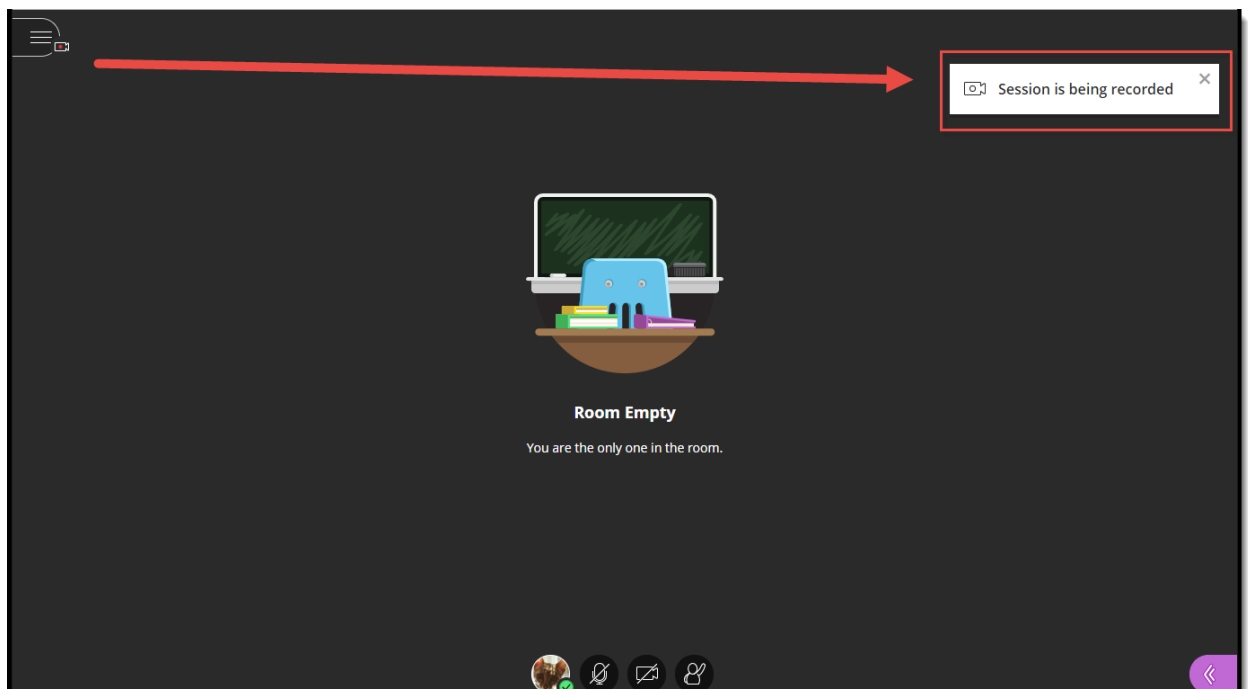 Session is being recorded
Room Empty
You are the only one in the room.